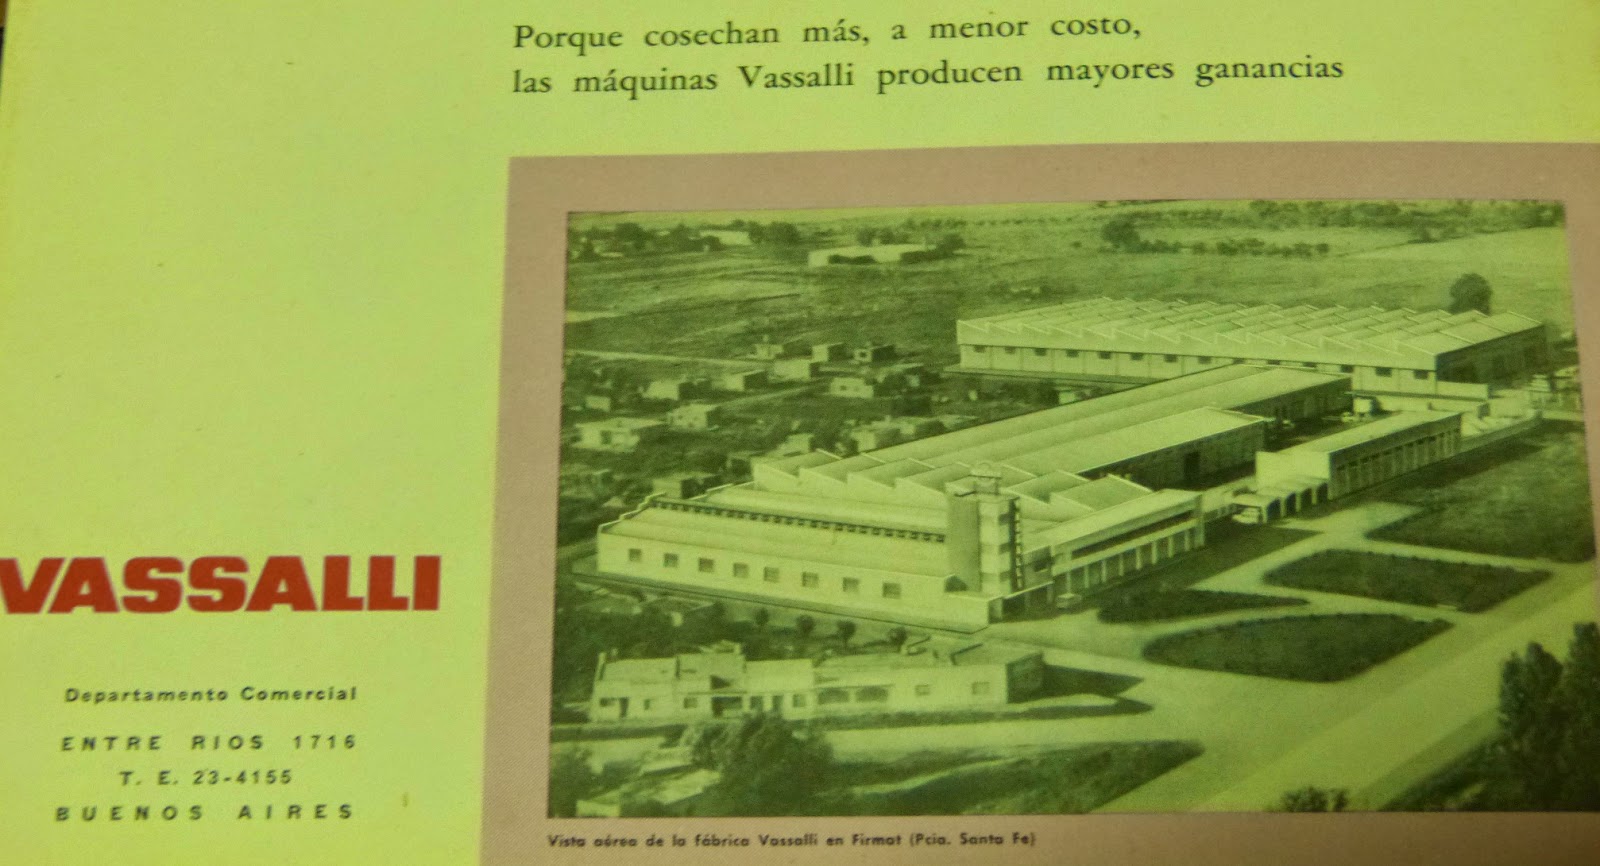 Porque cosechan más, a menor costo,
las máquinas Vassalli producen mayores ganancias
VASSALLI
Departamento Comercial
ENTRE RIOS 1716
T. E. 23-4155
BUENOS AIRES
VASSALLI
Vista aérea de la fábrica Vassalli en Firmat (Pcia. Santa Fe)